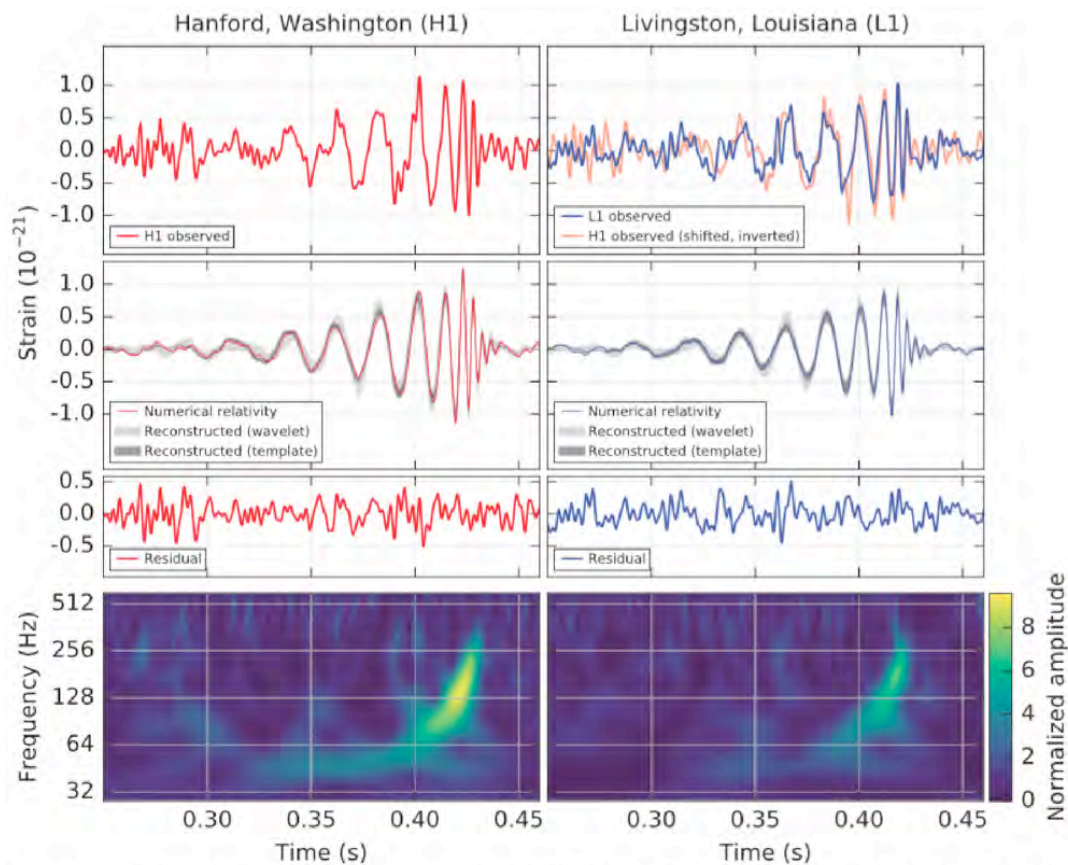 Hanford, Washington (H1)
Livingston, Louisiana (L1)
Strain (10⁻²¹)
1.0
0.5
0.0
-0.5
-1.0
H1 observed
L1 observed
H1 observed (shifted, inverted)
1.0
0.5
0.0
-0.5
-1.0
Numerical relativity
Reconstructed (wavelet)
Reconstructed (template)
Numerical relativity
Reconstructed (wavelet)
Reconstructed (template)
0.5
0.0
-0.5
Residual
Residual
Frequency (Hz)
512
256
128
64
32
Normalized amplitude
8
6
4
2
0
0.30
0.35
0.40
0.45
0.30
0.35
0.40
0.45
Time (s)
Time (s)